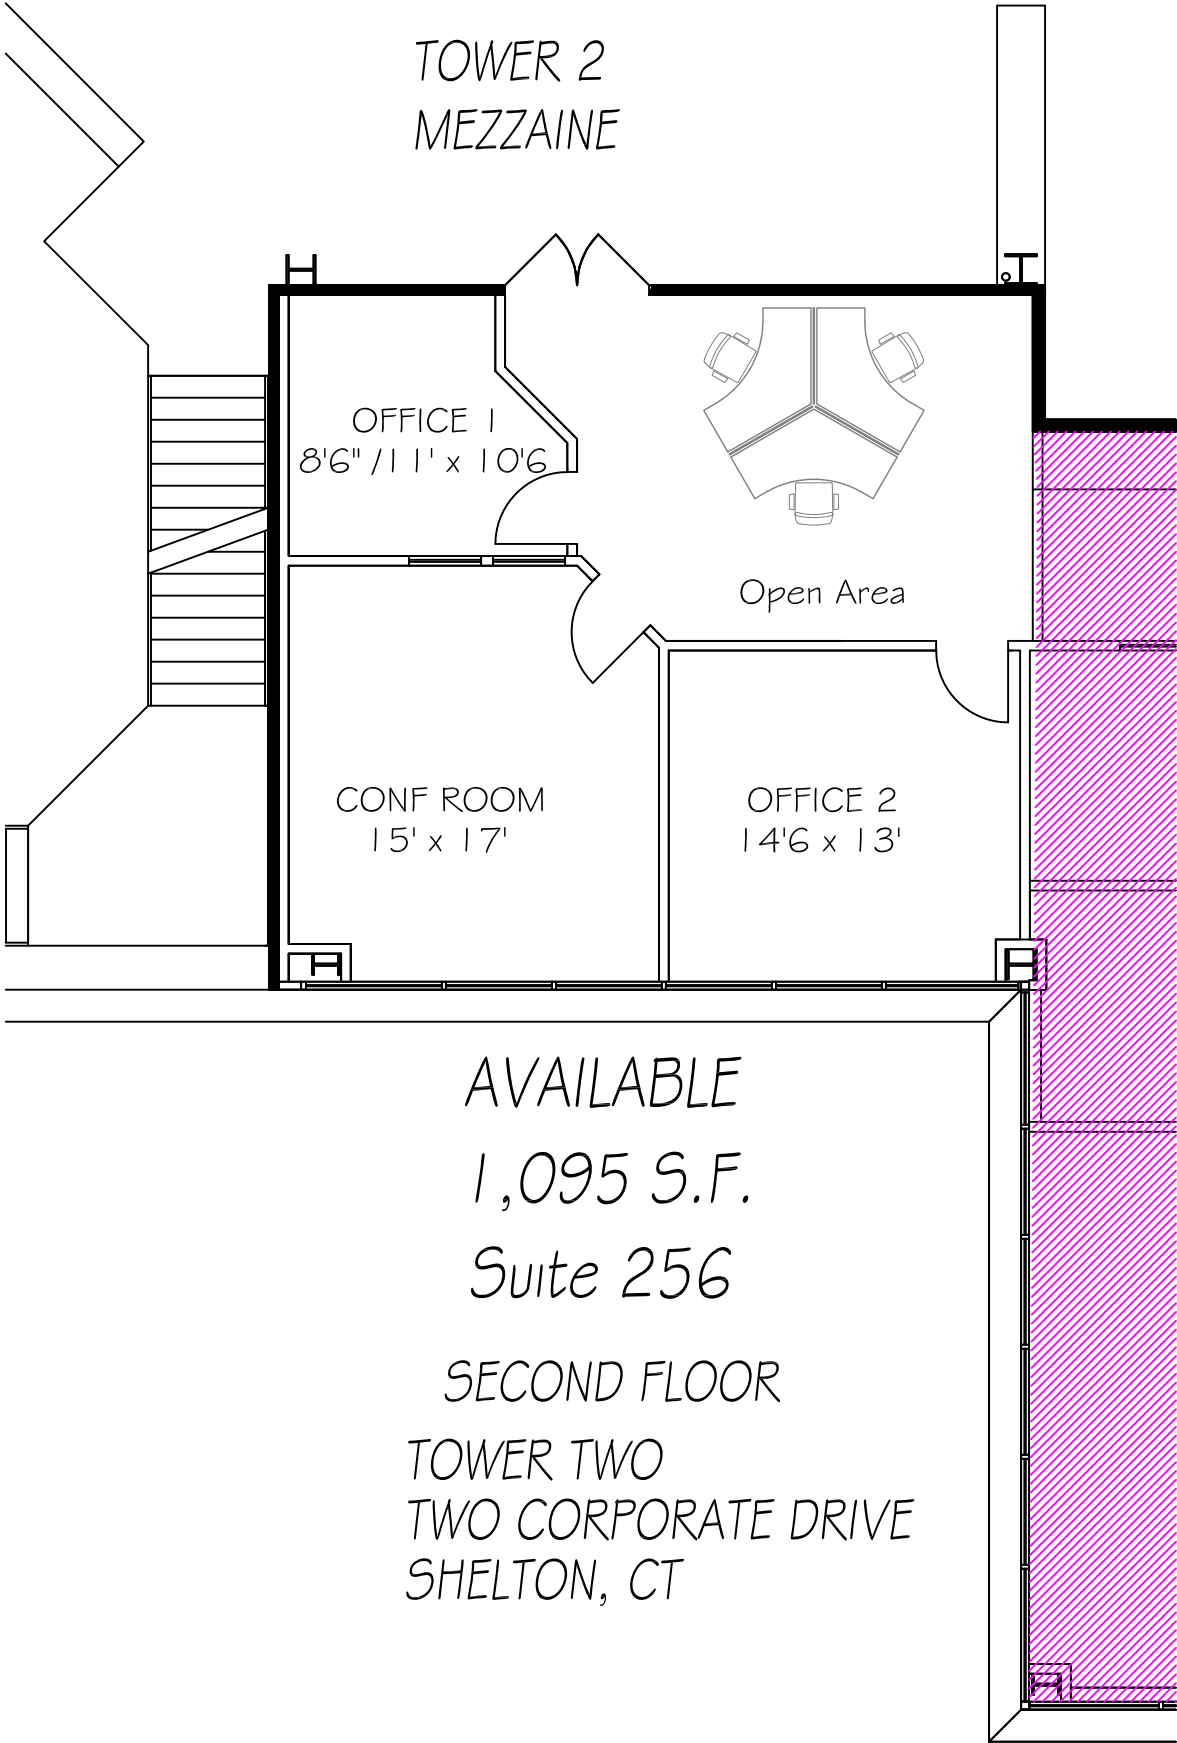 TOWER 2
MEZZAINE
OFFICE 1
8'6"/11' x 10'6
Open Area
CONF ROOM
15' x 17'
OFFICE 2
14'6 x 13'
AVAILABLE
1,095 S.F.
Suite 256
SECOND FLOOR
TOWER TWO
TWO CORPORATE DRIVE
SHELTON, CT